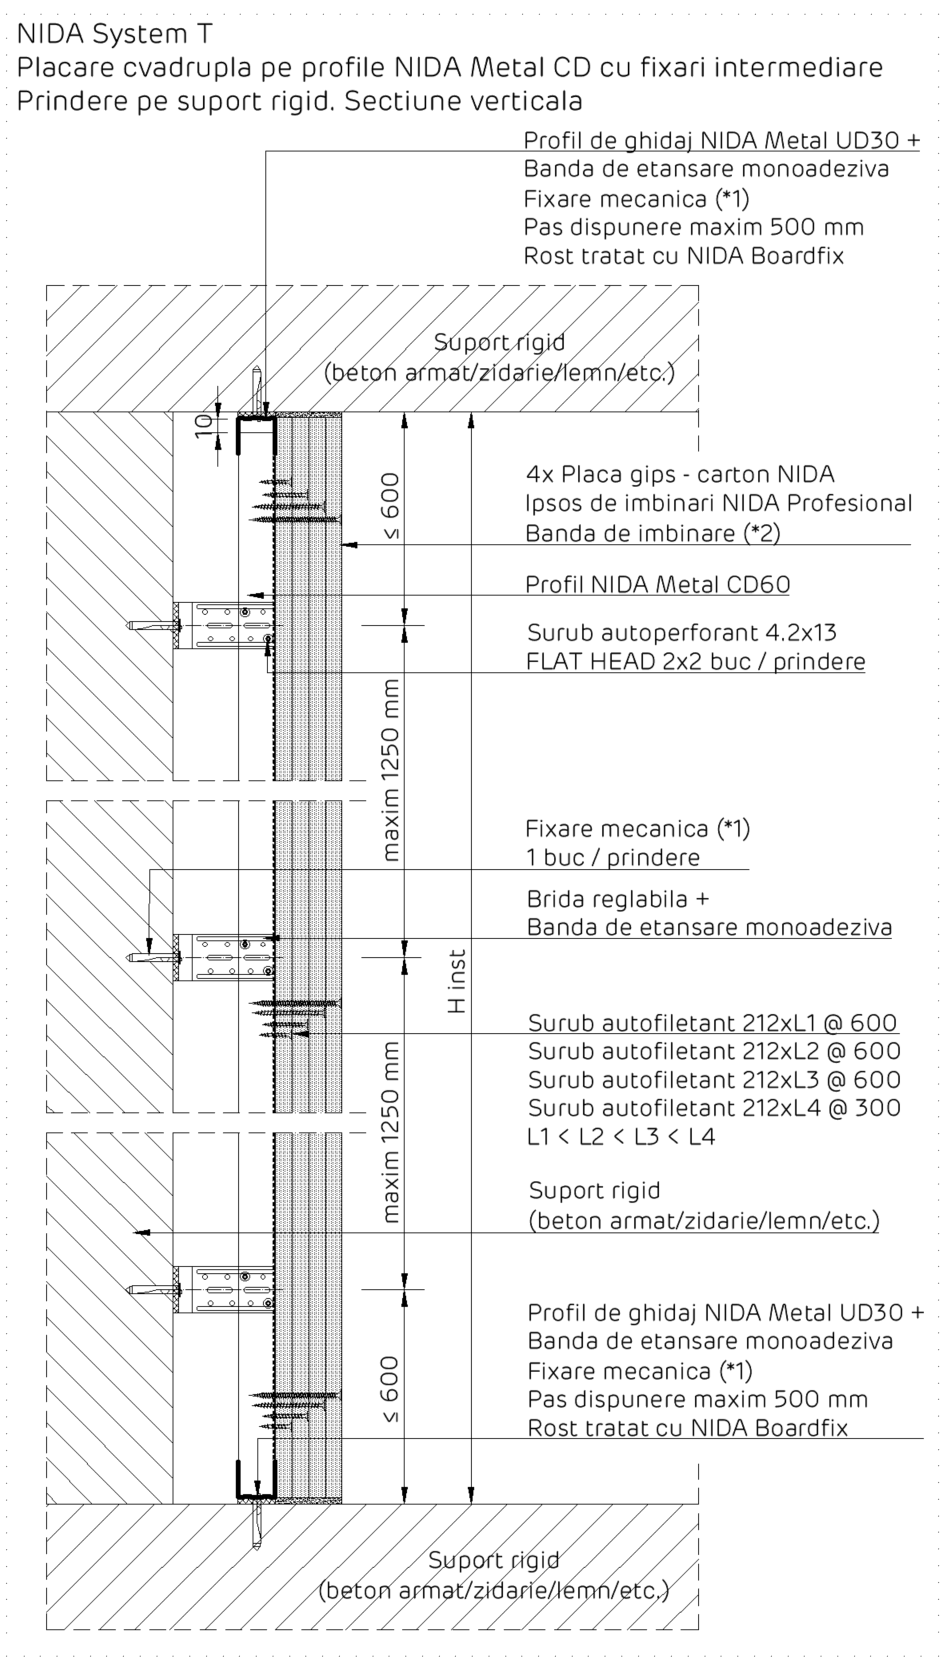 NIDA System T
Placare cvadrupla pe profile NIDA Metal CD cu fixari intermediare
Prindere pe suport rigid. Sectiune verticala
Profil de ghidaj NIDA Metal UD30 +
Banda de etansare monoadeziva
Fixare mecanica (*1)
Pas dispunere maxim 500 mm
Rost tratat cu NIDA Boardfix
Suport rigid
(beton armat/zidarie/lemn/etc.)
10
≤ 600
4x Placa gips - carton NIDA
Ipsos de imbinari NIDA Profesional
Banda de imbinare (*2)
Profil NIDA Metal CD60
Surub autoperforant 4.2x13
FLAT HEAD 2x2 buc / prindere
maxim 1250 mm
Fixare mecanica (*1)
1 buc / prindere
Brida reglabila +
Banda de etansare monoadeziva
H inst
Surub autofiletant 212xL1 @ 600
Surub autofiletant 212xL2 @ 600
Surub autofiletant 212xL3 @ 600
Surub autofiletant 212xL4 @ 300
L1 < L2 < L3 < L4
maxim 1250 mm
Suport rigid
(beton armat/zidarie/lemn/etc.)
Profil de ghidaj NIDA Metal UD30 +
Banda de etansare monoadeziva
Fixare mecanica (*1)
Pas dispunere maxim 500 mm
Rost tratat cu NIDA Boardfix
≤ 600
Suport rigid
(beton armat/zidarie/lemn/etc.)